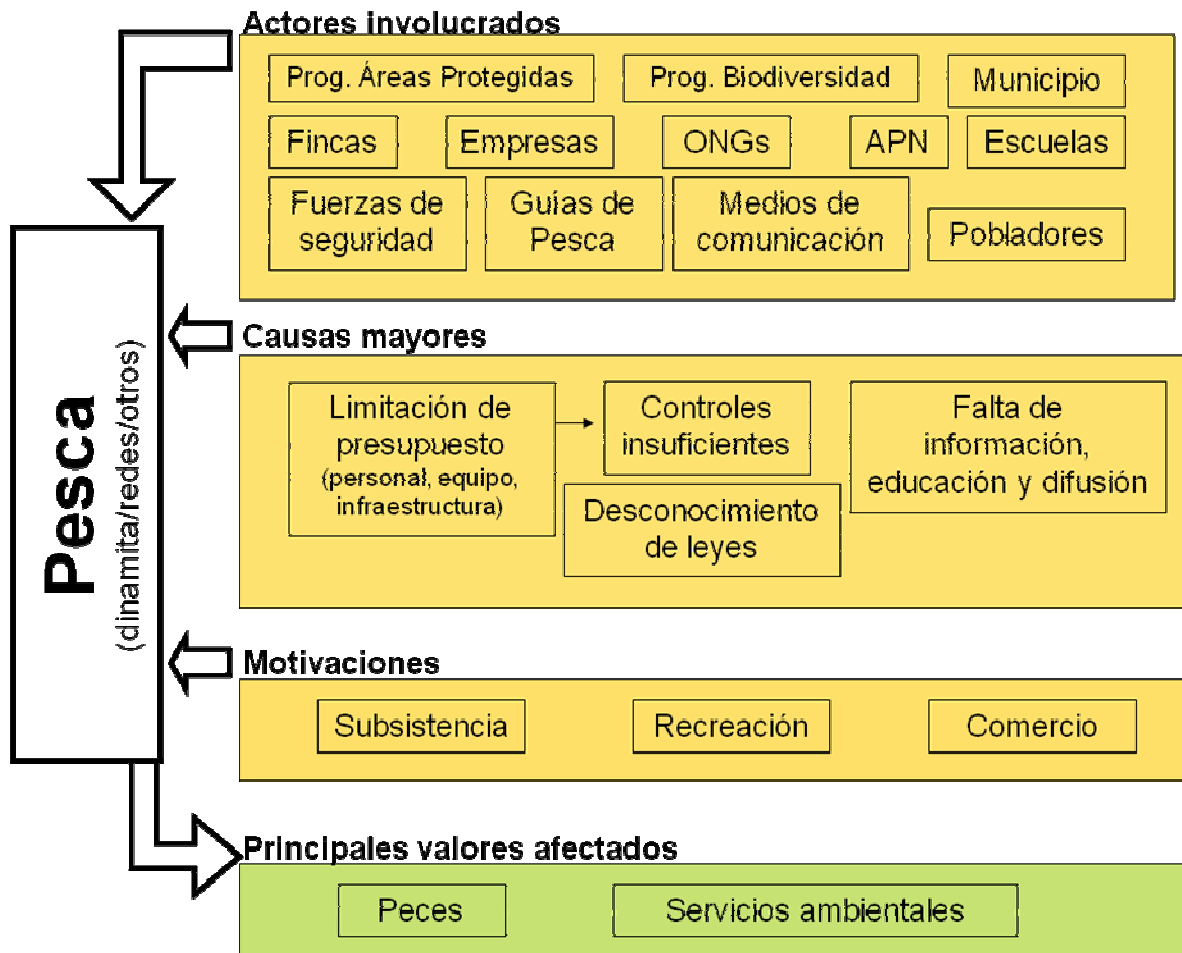 Actores involucrados
Prog. Áreas Protegidas
Prog. Biodiversidad
Municipio
Fincas
Empresas
ONGs
APN
Escuelas
Fuerzas de
seguridad
Guías de
Pesca
Medios de
comunicación
Pobladores
Pesca
(dinamita/redes/otros)
Causas mayores
Limitación de
presupuesto
(personal, equipo,
infraestructura)
Controles
insuficientes
Desconocimiento
de leyes
Falta de
información,
educación y difusión
Motivaciones
Subsistencia
Recreación
Comercio
Principales valores afectados
Peces
Servicios ambientales